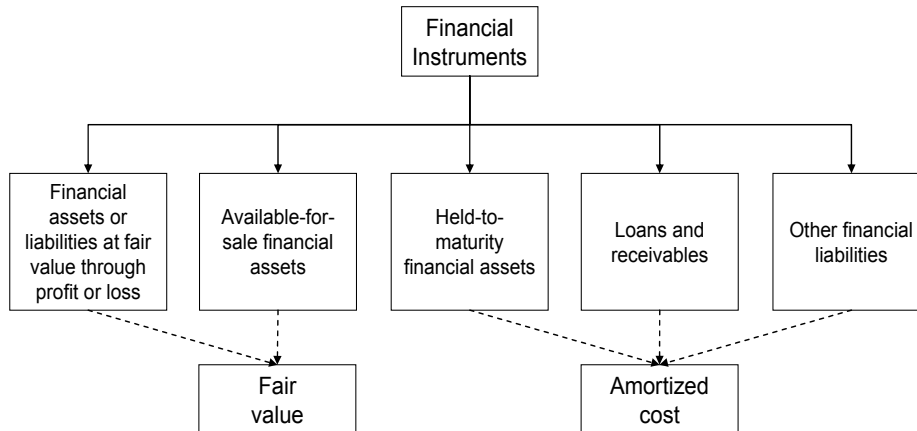 Financial
Instruments
Financial
assets or
liabilities at fair
value through
profit or loss
Available-for-
sale financial
assets
Held-to-
maturity
financial assets
Loans and
receivables
Other financial
liabilities
Fair
value
Amortized
cost